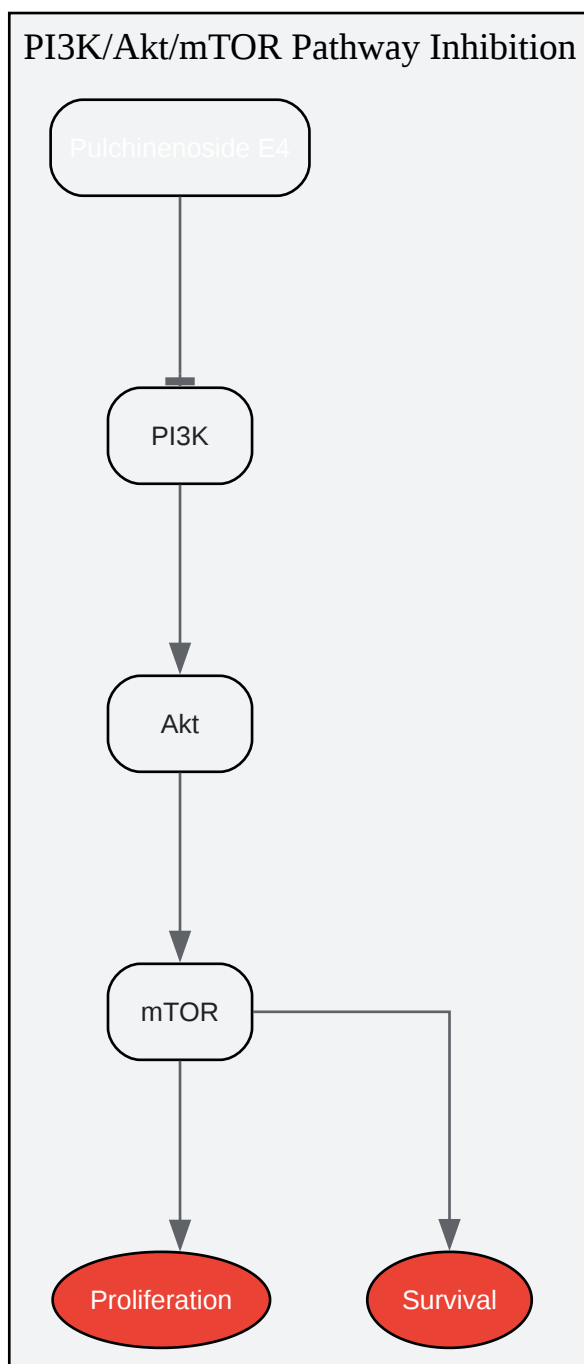 PI3K/Akt/mTOR Pathway Inhibition
Pulchinenoside E4
PI3K
Akt
mTOR
Proliferation
Survival